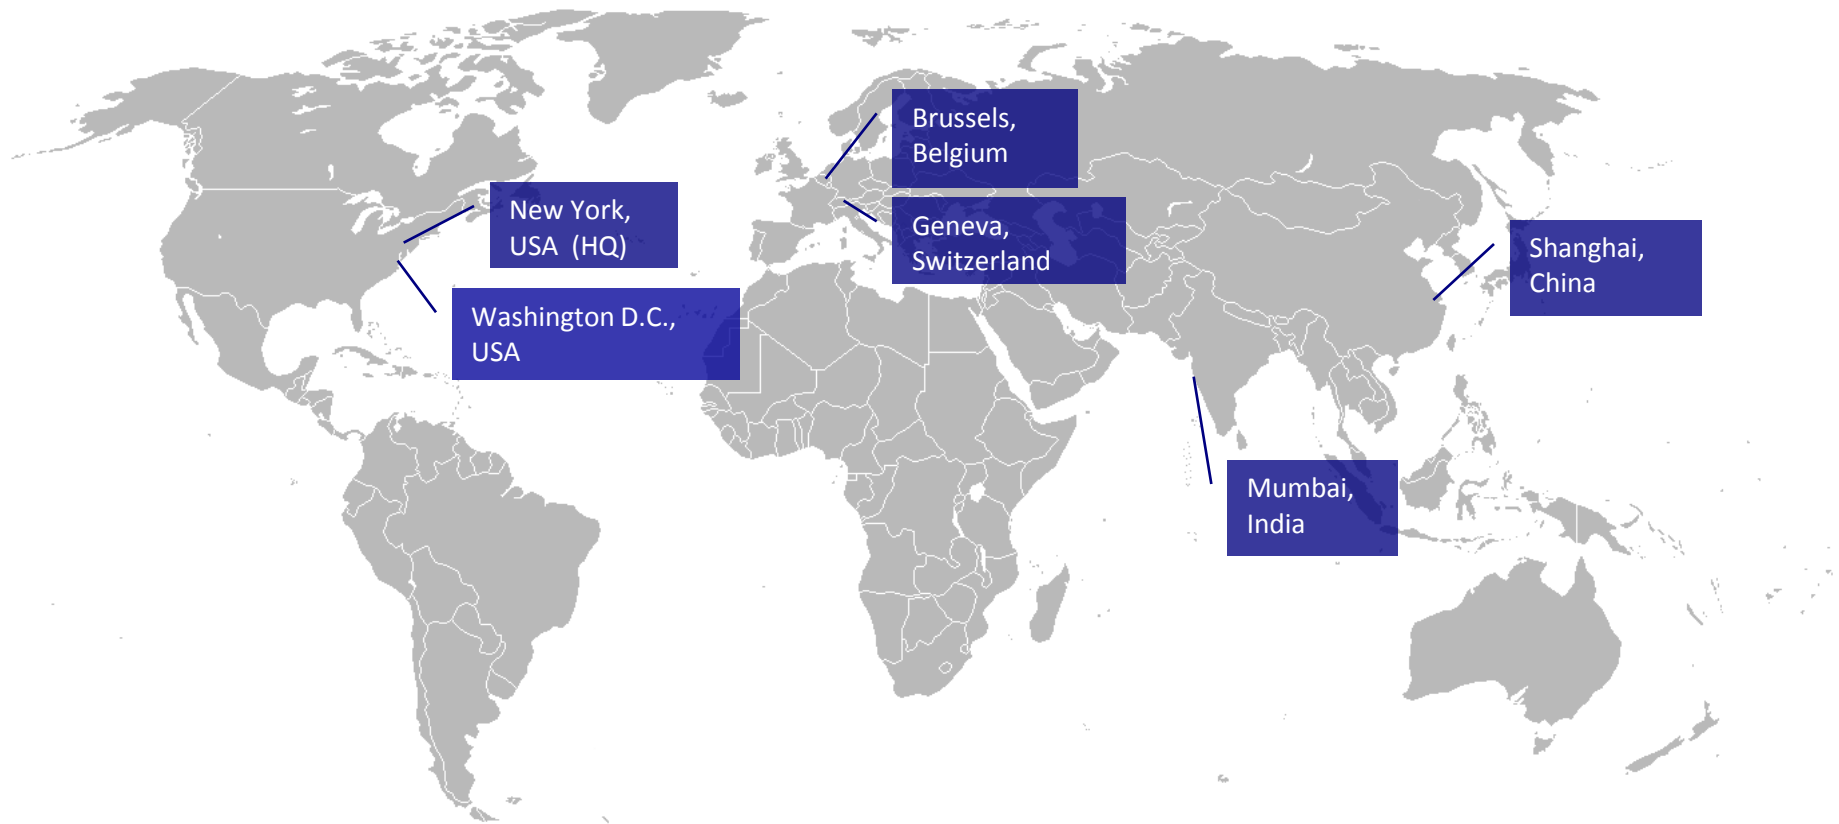 Brussels,
Belgium
New York,
USA  (HQ)
Geneva,
Switzerland
Shanghai,
China
Washington D.C.,
USA
Mumbai,
India